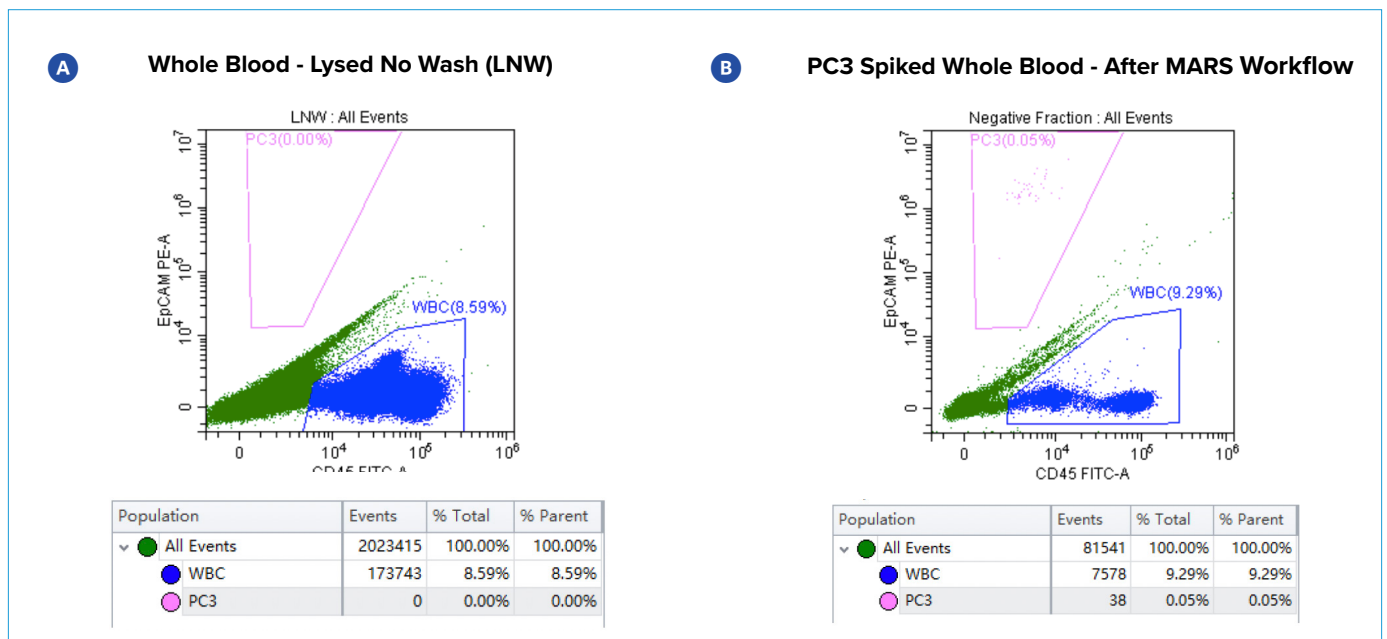 A
Whole Blood - Lysed No Wash (LNW)
LNW : All Events
PC3(0.00%)
WBC(8.59%)
EpCAM PE-A
10^7
10^6
10^5
10^4
0
0 10^4 10^5 10^6
CD45 FITC-A
Population Events % Total % Parent
All Events 2023415 100.00% 100.00%
WBC 173743 8.59% 8.59%
PC3 0 0.00% 0.00%
B
PC3 Spiked Whole Blood - After MARS Workflow
Negative Fraction : All Events
PC3(0.05%)
WBC(9.29%)
EpCAM PE-A
10^7
10^6
10^5
10^4
0
0 10^4 10^5 10^6
CD45 FITC-A
Population Events % Total % Parent
All Events 81541 100.00% 100.00%
WBC 7578 9.29% 9.29%
PC3 38 0.05% 0.05%